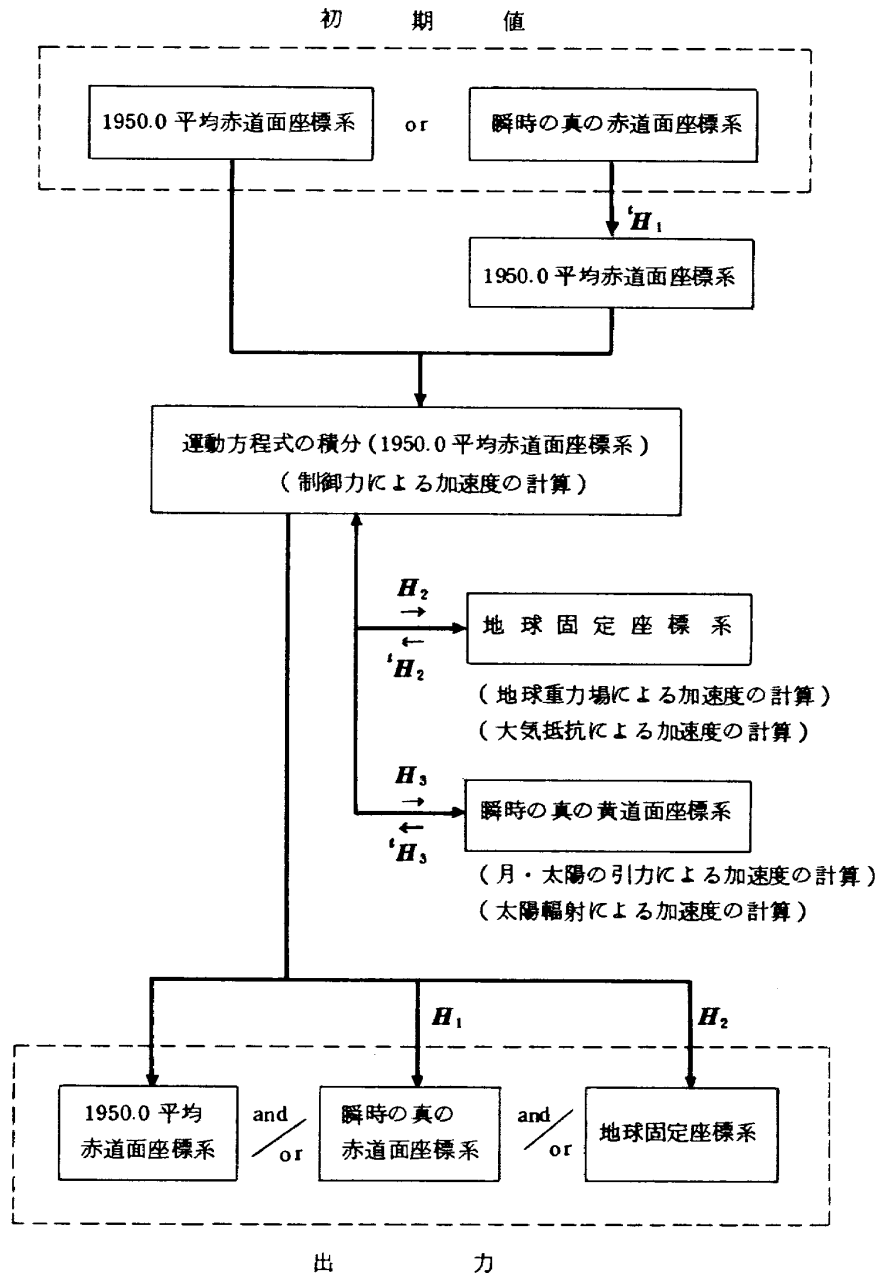 初期値
1950.0 平均赤道面座標系
or
瞬時の真の赤道面座標系
ᵗH₁
1950.0 平均赤道面座標系
運動方程式の積分(1950.0 平均赤道面座標系)
(制御力による加速度の計算)
H₂
→
←
ᵗH₂
地球固定座標系
(地球重力場による加速度の計算)
(大気抵抗による加速度の計算)
H₃
→
←
ᵗH₃
瞬時の真の黄道面座標系
(月・太陽の引力による加速度の計算)
(太陽輻射による加速度の計算)
H₁
H₂
1950.0 平均
赤道面座標系
and/or
瞬時の真の
赤道面座標系
and/or
地球固定座標系
出力